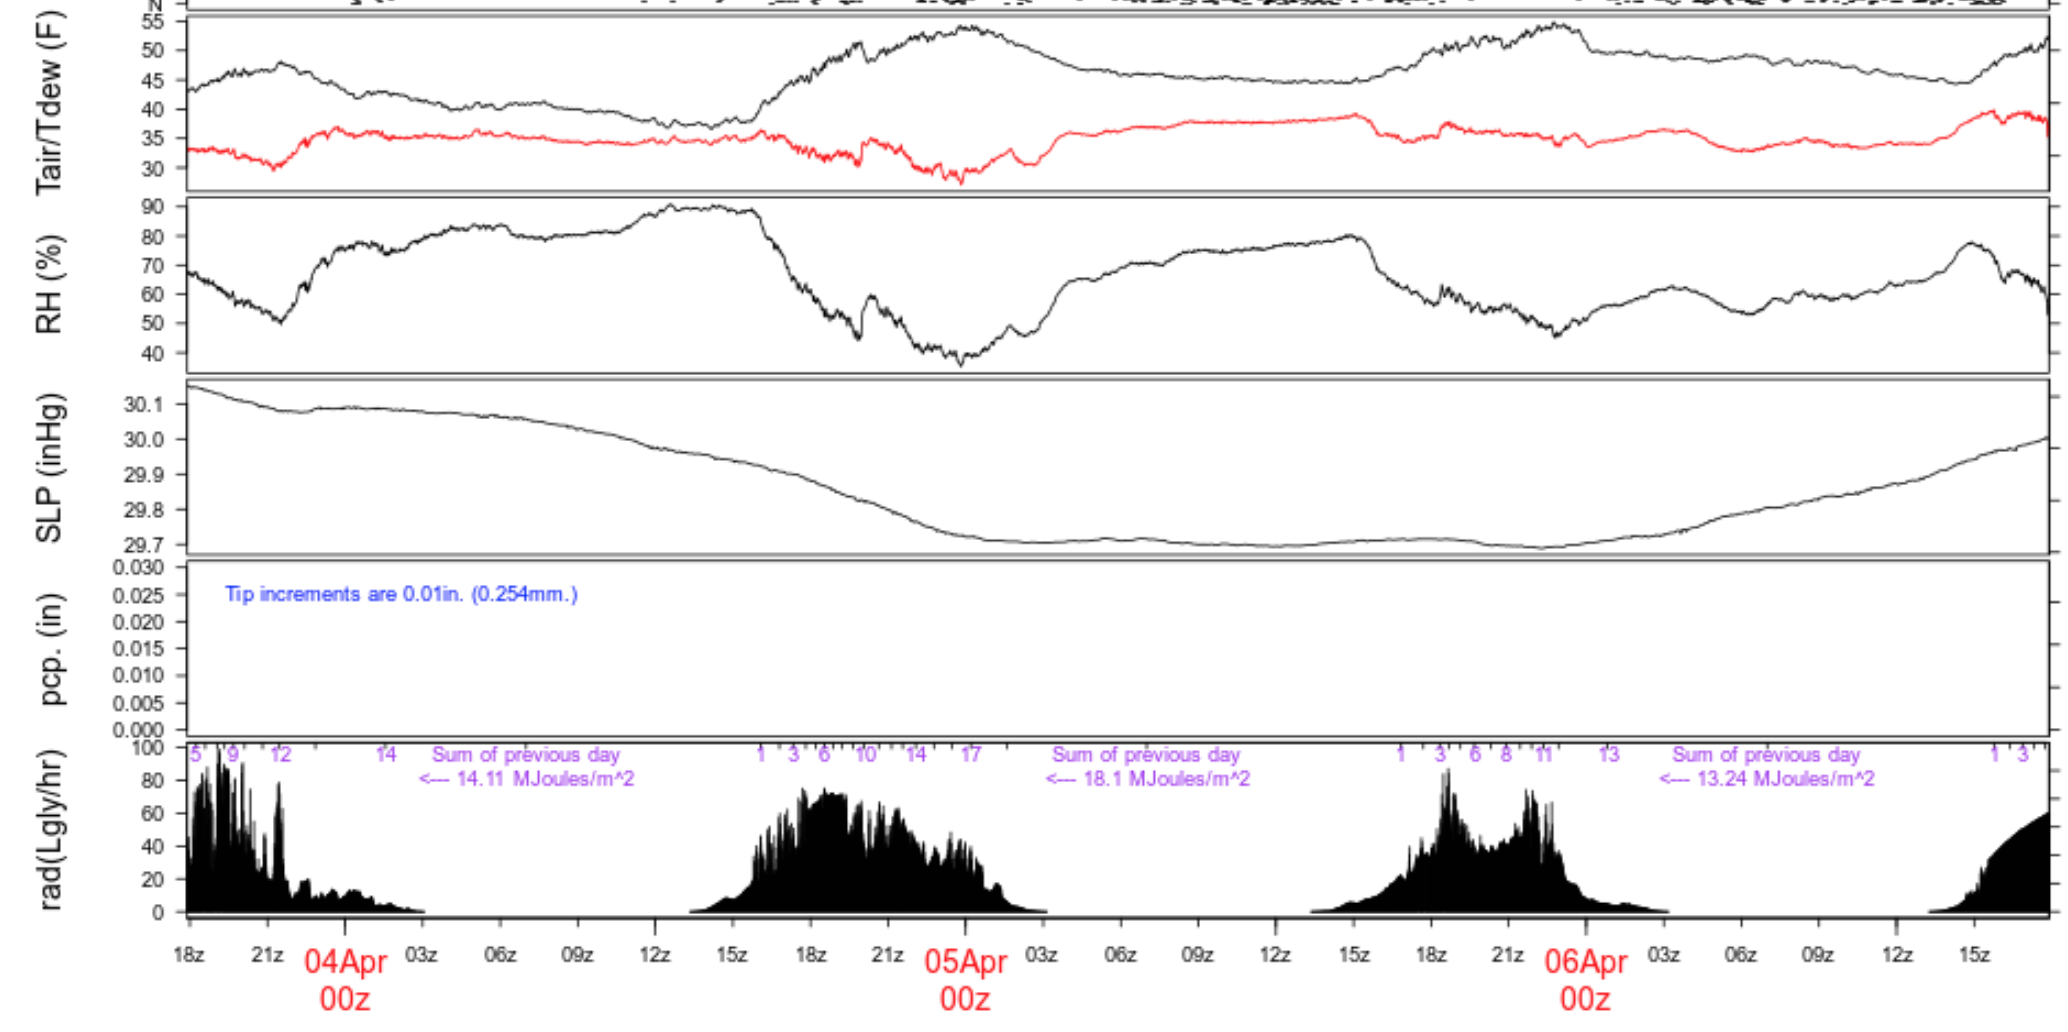 N
Tair/Tdew (F)
55
50
45
40
35
30
RH (%)
90
80
70
60
50
40
SLP (inHg)
30.1
30.0
29.9
29.8
29.7
pcp. (in)
0.030
0.025
0.020
0.015
0.010
0.005
0.000
Tip increments are 0.01in. (0.254mm.)
rad(Lgly/hr)
100
80
60
40
20
0
5 9 12 14 Sum of previous day 1 3 6 10 14 17 Sum of previous day 1 3 6 8 11 13 Sum of previous day 1 3
<--- 14.11 MJoules/m^2 <--- 18.1 MJoules/m^2 <--- 13.24 MJoules/m^2
18z 21z 04Apr 03z 06z 09z 12z 15z 18z 21z 05Apr 03z 06z 09z 12z 15z 18z 21z 06Apr 03z 06z 09z 12z 15z
00z 00z 00z